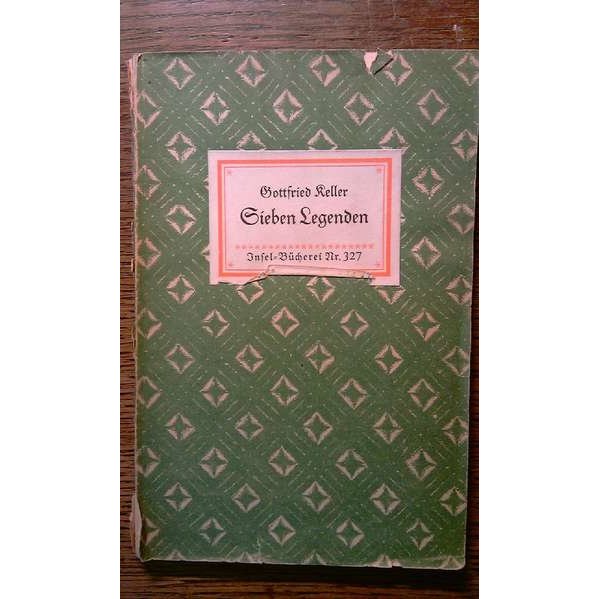 Gottfried Keller
Sieben Legenden
Insel-Bücherei Nr. 327